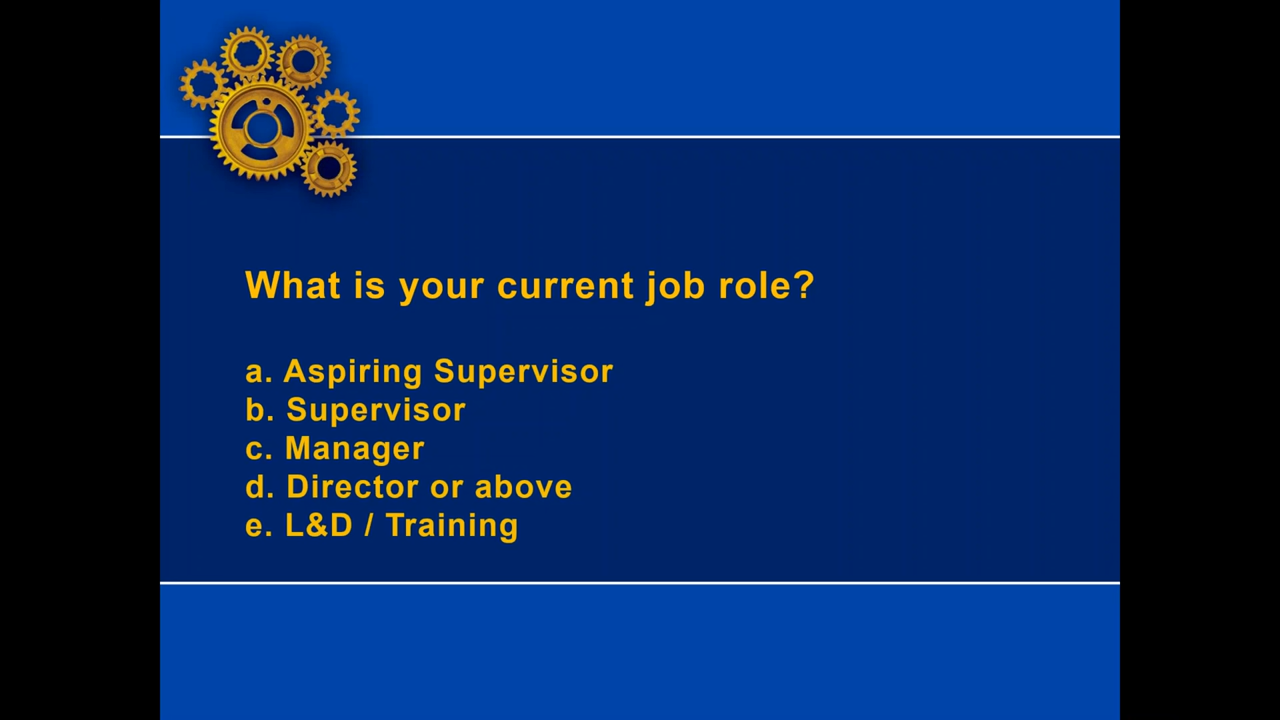 What is your current job role?
a. Aspiring Supervisor
b. Supervisor
c. Manager
d. Director or above
e. L&D / Training